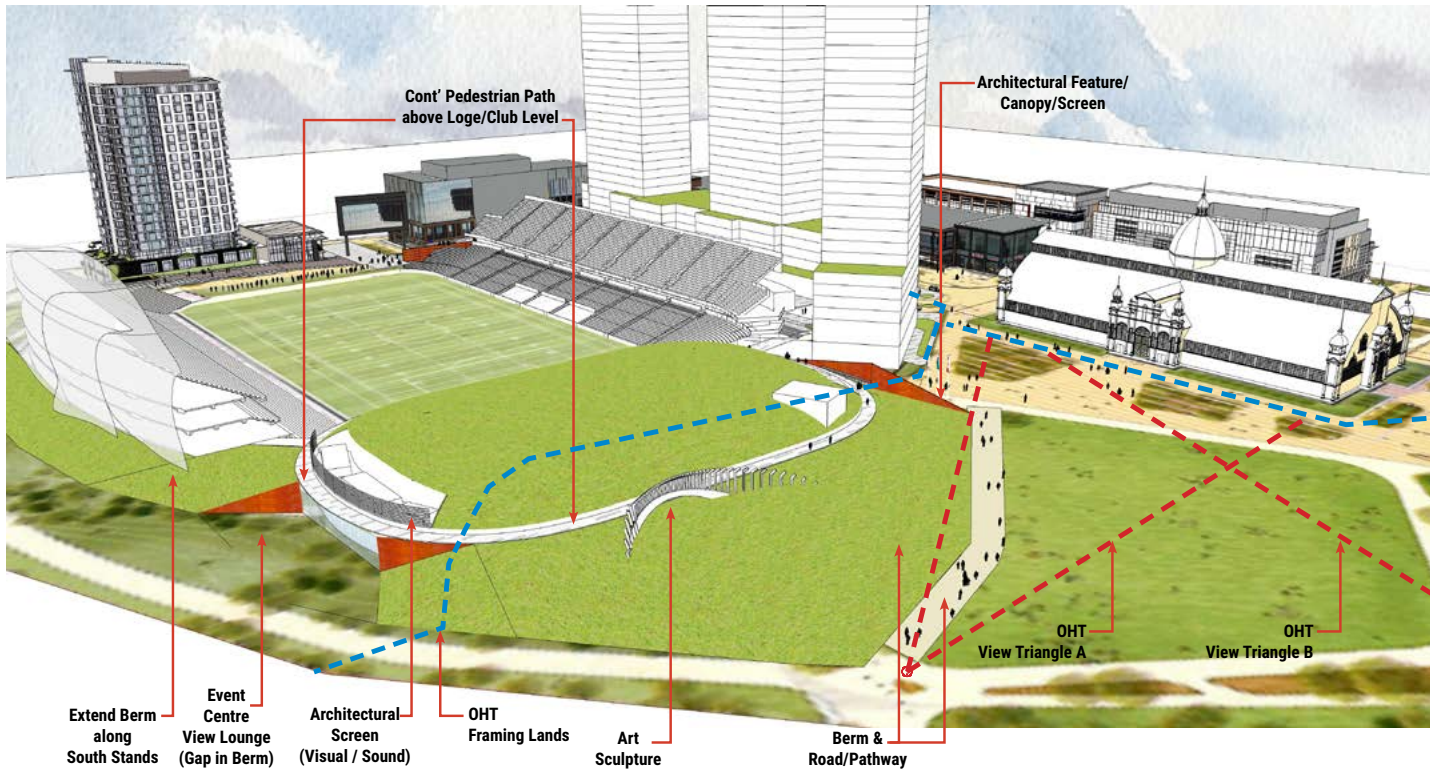 Cont’ Pedestrian Path
above Loge/Club Level
Architectural Feature/
Canopy/Screen
OHT
View Triangle A
OHT
View Triangle B
Extend Berm
along
South Stands
Event
Centre
View Lounge
(Gap in Berm)
Architectural
Screen
(Visual / Sound)
OHT
Framing Lands
Art
Sculpture
Berm &
Road/Pathway